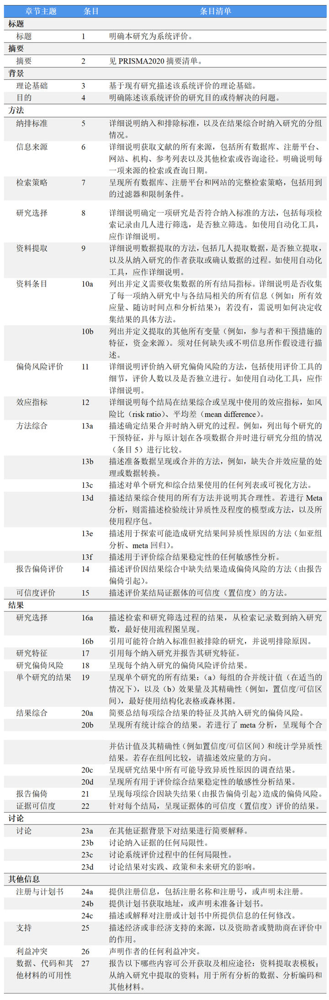 章节主题 条目 条目清单
标题
标题 1 明确本研究为系统评价。
摘要
摘要 2 见 PRISMA2020 摘要清单。
背景
理论基础 3 基于现有研究描述该系统评价的理论基础。
目的 4 明确陈述该系统评价的研究目的或待解决的问题。
方法
纳排标准 5 详细说明纳入和排除标准，以及在结果综合时纳入研究的分组
情况。
信息来源 6 详细说明获取文献的所有来源，包括所有数据库、注册平台、
网站、机构、参考列表以及其他检索或咨询途径。明确说明每
一项来源的检索或查询日期。
检索策略 7 呈现所有数据库、注册平台和网站的完整检索策略，包括用到
的过滤器和限制条件。
研究选择 8 详细说明确定一项研究是否符合纳入标准的方法，包括每项检
索记录由几人进行筛选，是否独立筛选。如使用自动化工具，
应作详细说明。
资料提取 9 详细说明数据提取的方法，包括几人提取数据，是否独立提取，
以及从纳入研究的作者获取或确认数据的过程。如使用自动化
工具，应作详细说明。
资料条目 10a 列出并定义需要收集数据的所有结局指标。详细说明是否收集
了每一项纳入研究中与各结局相关的所有信息（例如：所有效
应量、随访时间点和分析结果）；若没有，需说明如何决定收
集结果的具体方法。
10b 列出并定义提取的其他所有变量（例如，参与者和干预措施的
特征，资金来源）。须对任何缺失或不明信息所作假设进行描
述。
偏倚风险评价 11 详细说明评价纳入研究偏倚风险的方法，包括使用评价工具的
细节，评价人数以及是否独立进行。如使用自动化工具，应作
详细说明。
效应指标 12 详细说明每个结局在结果综合或呈现中使用的效应指标，如风
险比（risk ratio）、平均差（mean difference）。
方法综合 13a 描述确定结果合并时纳入研究的过程。例如，列出每个研究的
干预特征，并与原计划在各项数据合并时进行研究分组的情况
（条目 5）进行比较。
13b 描述准备数据呈现或合并的方法，例如，缺失合并效应量的处
理或数据转换。
13c 描述对单个研究和综合结果使用的任何列表或可视化方法。
13d 描述结果综合使用的所有方法并说明其合理性。若进行 Meta
分析，则需描述检验统计异质性及程度的模型或方法，以及所
使用程序包。
13e 描述用于探索可能造成研究结果间异质性原因的方法（如亚组
分析、meta 回归）。
13f 描述用于评价综合结果稳定性的任何敏感性分析。
报告偏倚评价 14 描述评价因结果综合中缺失结果造成偏倚风险的方法（由报告
偏倚引起）。
可信度评价 15 描述评价某结局证据体的可信度（置信度）的方法。
结果
研究选择 16a 描述检索和研究筛选过程的结果，从检索记录数到纳入研究
数，最好使用流程图呈现。
16b 引用可能符合纳入标准但被排除的研究，并说明排除原因。
研究特征 17 引用每个纳入研究并报告其研究特征。
研究偏倚风险 18 呈现每个纳入研究的偏倚风险评价结果。
单个研究的结果 19 呈现单个研究的所有结果：（a）每组的合并统计值（在适当的
情况下），以及（b）效果量及其精确性（例如，置信度/可信区
间），最好使用结构化表格或森林图。
结果综合 20a 简要总结每项综合结果的特征及其纳入研究的偏倚风险。
20b 呈现所有统计综合的结果。若进行了 meta 分析，呈现每个合
并估计值及其精确性（例如置信度/可信区间）和统计学异质性
结果。若存在组间比较，请描述效应量的方向。
20c 呈现研究结果中所有可能导致异质性原因的调查结果。
20d 呈现所有用于评价综合结果稳定性的敏感性分析结果。
报告偏倚 21 呈现每项综合因缺失结果（由报告偏倚引起）造成的偏倚风险。
证据可信度 22 针对每个结局，呈现证据体的可信度（置信度）评价的结果。
讨论
讨论 23a 在其他证据背景下对结果进行简要解释。
23b 讨论纳入证据的任何局限性。
23c 讨论系统评价过程中的任何局限性。
23d 讨论结果对实践、政策和未来研究的影响。
其他信息
注册与计划书 24a 提供注册信息，包括注册名称和注册号，或声明未注册。
24b 提供计划书获取地址，或声明未准备计划书。
24c 描述或解释对注册或计划书中所提供信息的任何修改。
支持 25 描述经济或非经济支持的来源，以及资助者或赞助商在评价中
的作用。
利益冲突 26 声明作者的任何利益冲突。
数据、代码和其 27 报告以下哪些内容可公开获取及相应途径：资料提取表模板；
他材料的可用性 从纳入研究中提取的资料；用于所有分析的数据、分析编码和
其他材料。